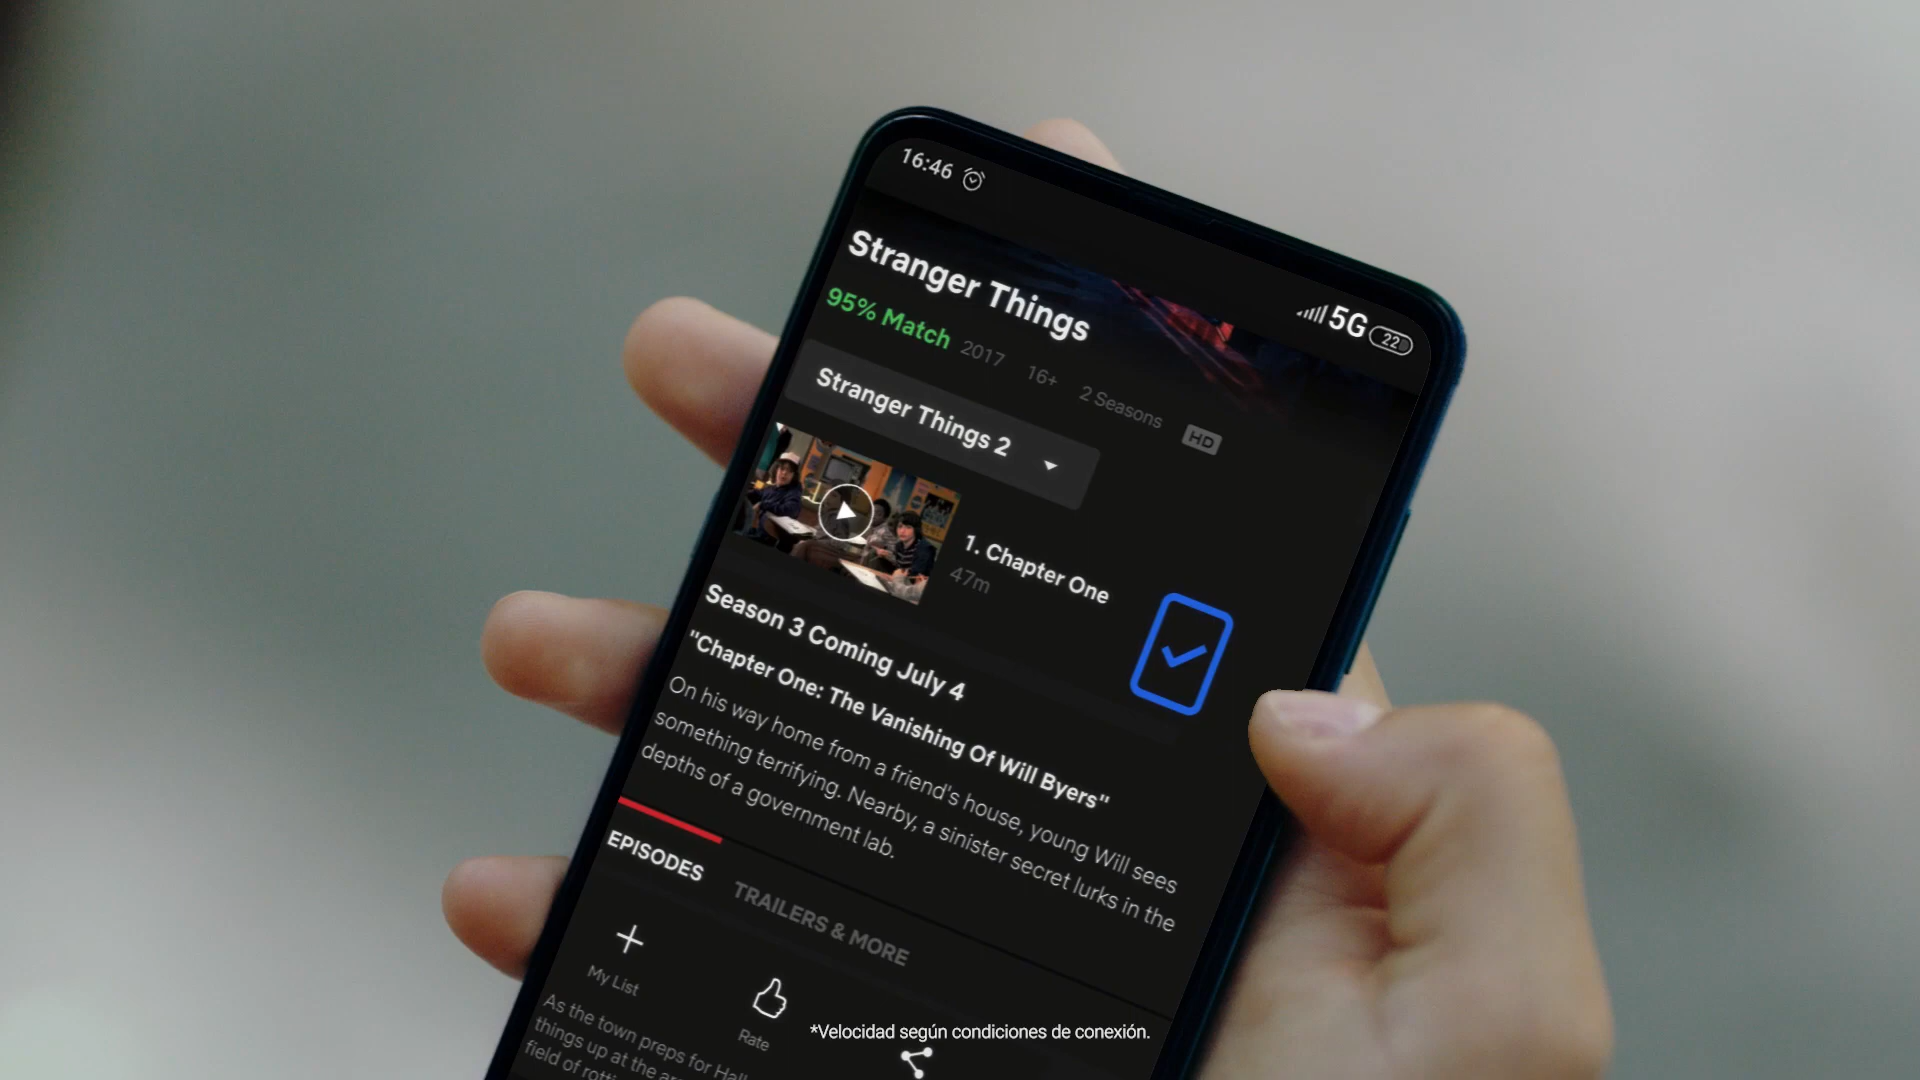 16:46
5G
22
Stranger Things
95% Match 2017 16+ 2 Seasons HD
Stranger Things 2
1. Chapter One
47m
Season 3 Coming July 4
"Chapter One: The Vanishing Of Will Byers"
On his way home from a friend's house, young Will sees
something terrifying. Nearby, a sinister secret lurks in the
depths of a government lab.
EPISODES
TRAILERS & MORE
My List
Rate
As the town preps for
things up at the
field of
*Velocidad según condiciones de conexión.